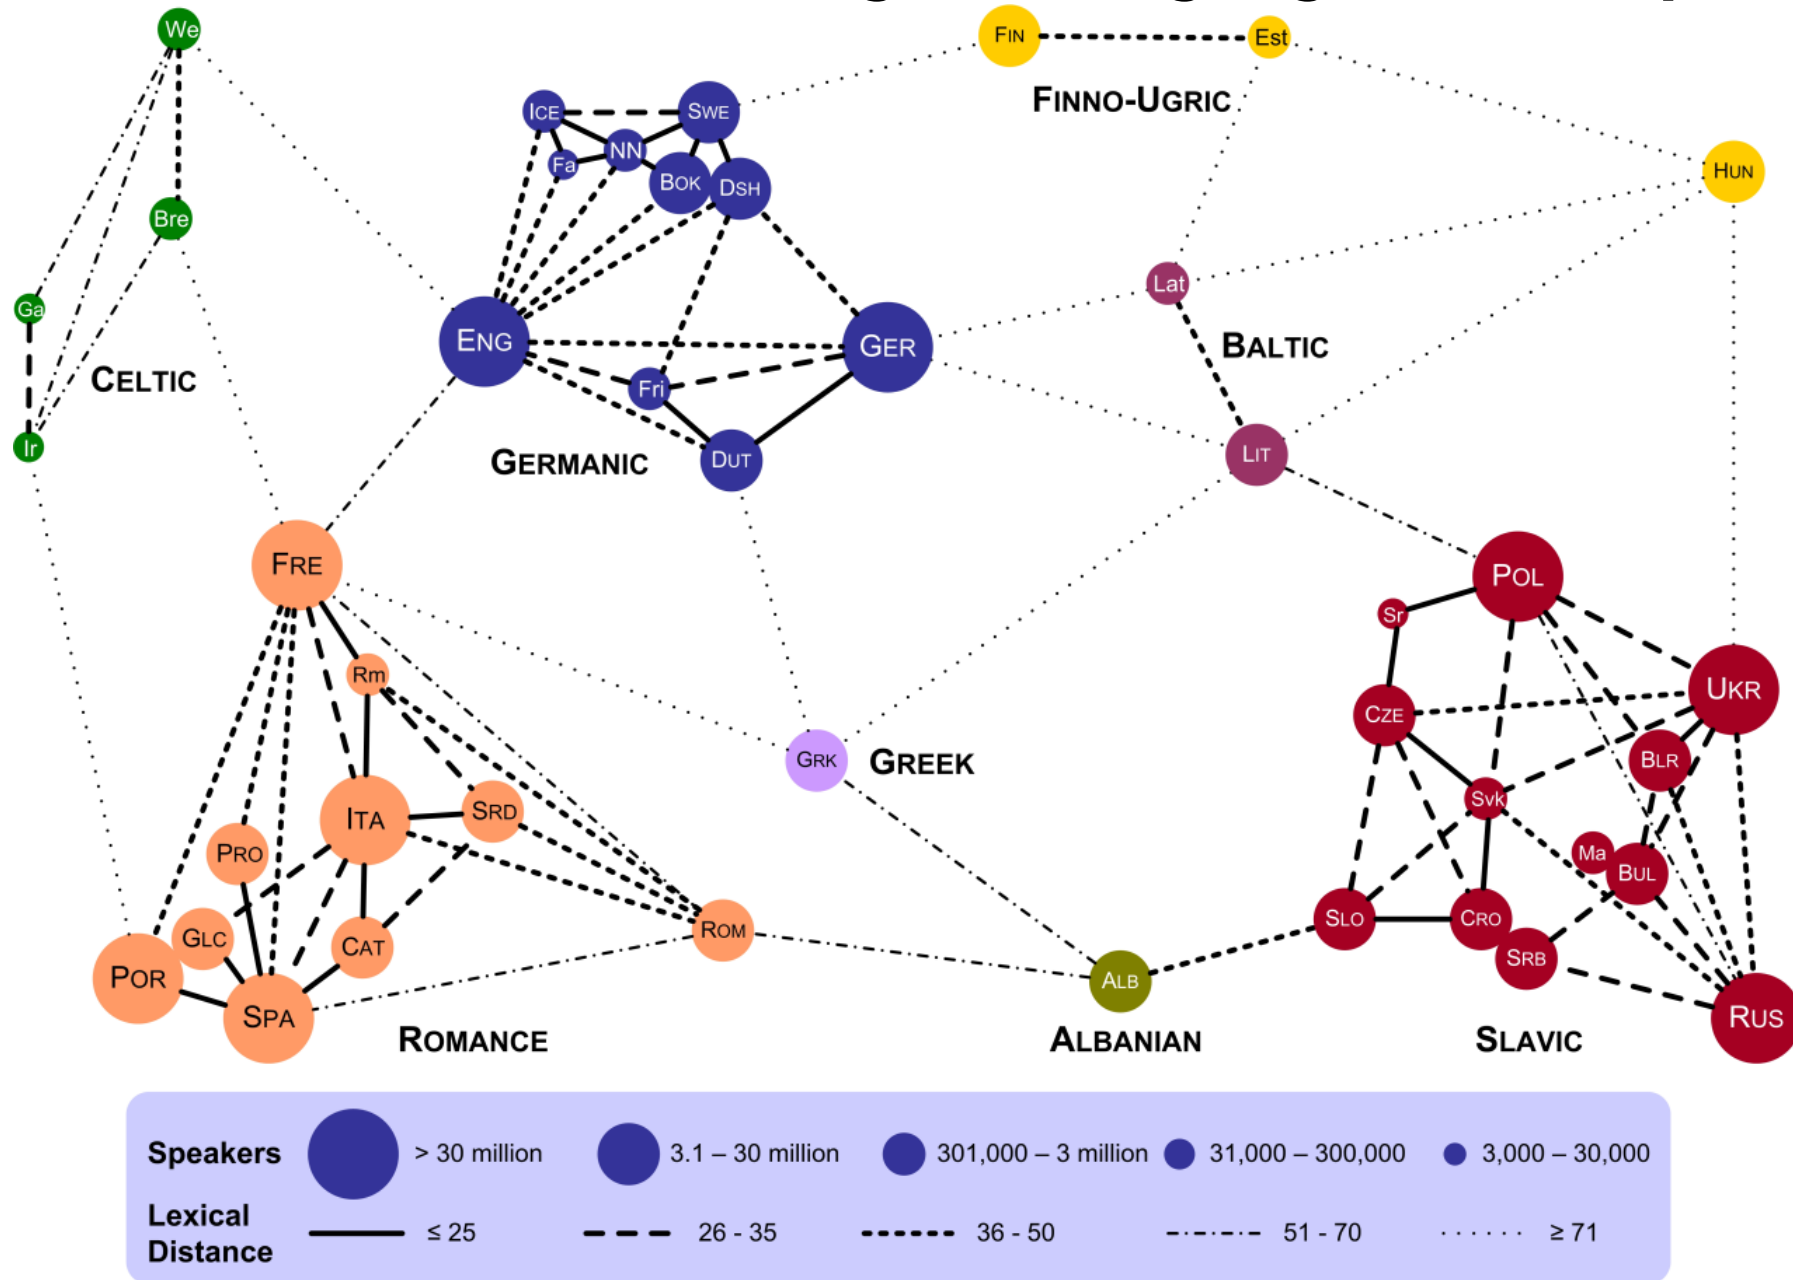 We
FIN
Est
FINNO-UGRIC
ICE
SWE
NN
Fa
BOK
DSH
HUN
Bre
Lat
Ga
ENG
GER
BALTIC
CELTIC
Fri
Ir
GERMANIC
DUT
LIT
FRE
POL
Sr
Rm
UKR
CZE
GRK
GREEK
BLR
Svk
SRD
ITA
PRO
Ma
BUL
SLO
CRO
GLC
CAT
ROM
SRB
POR
ALB
SPA
RUS
ROMANCE
ALBANIAN
SLAVIC
Speakers > 30 million 3.1 – 30 million 301,000 – 3 million 31,000 – 300,000 3,000 – 30,000
Lexical
Distance ≤ 25 26 - 35 36 - 50 51 - 70 ≥ 71